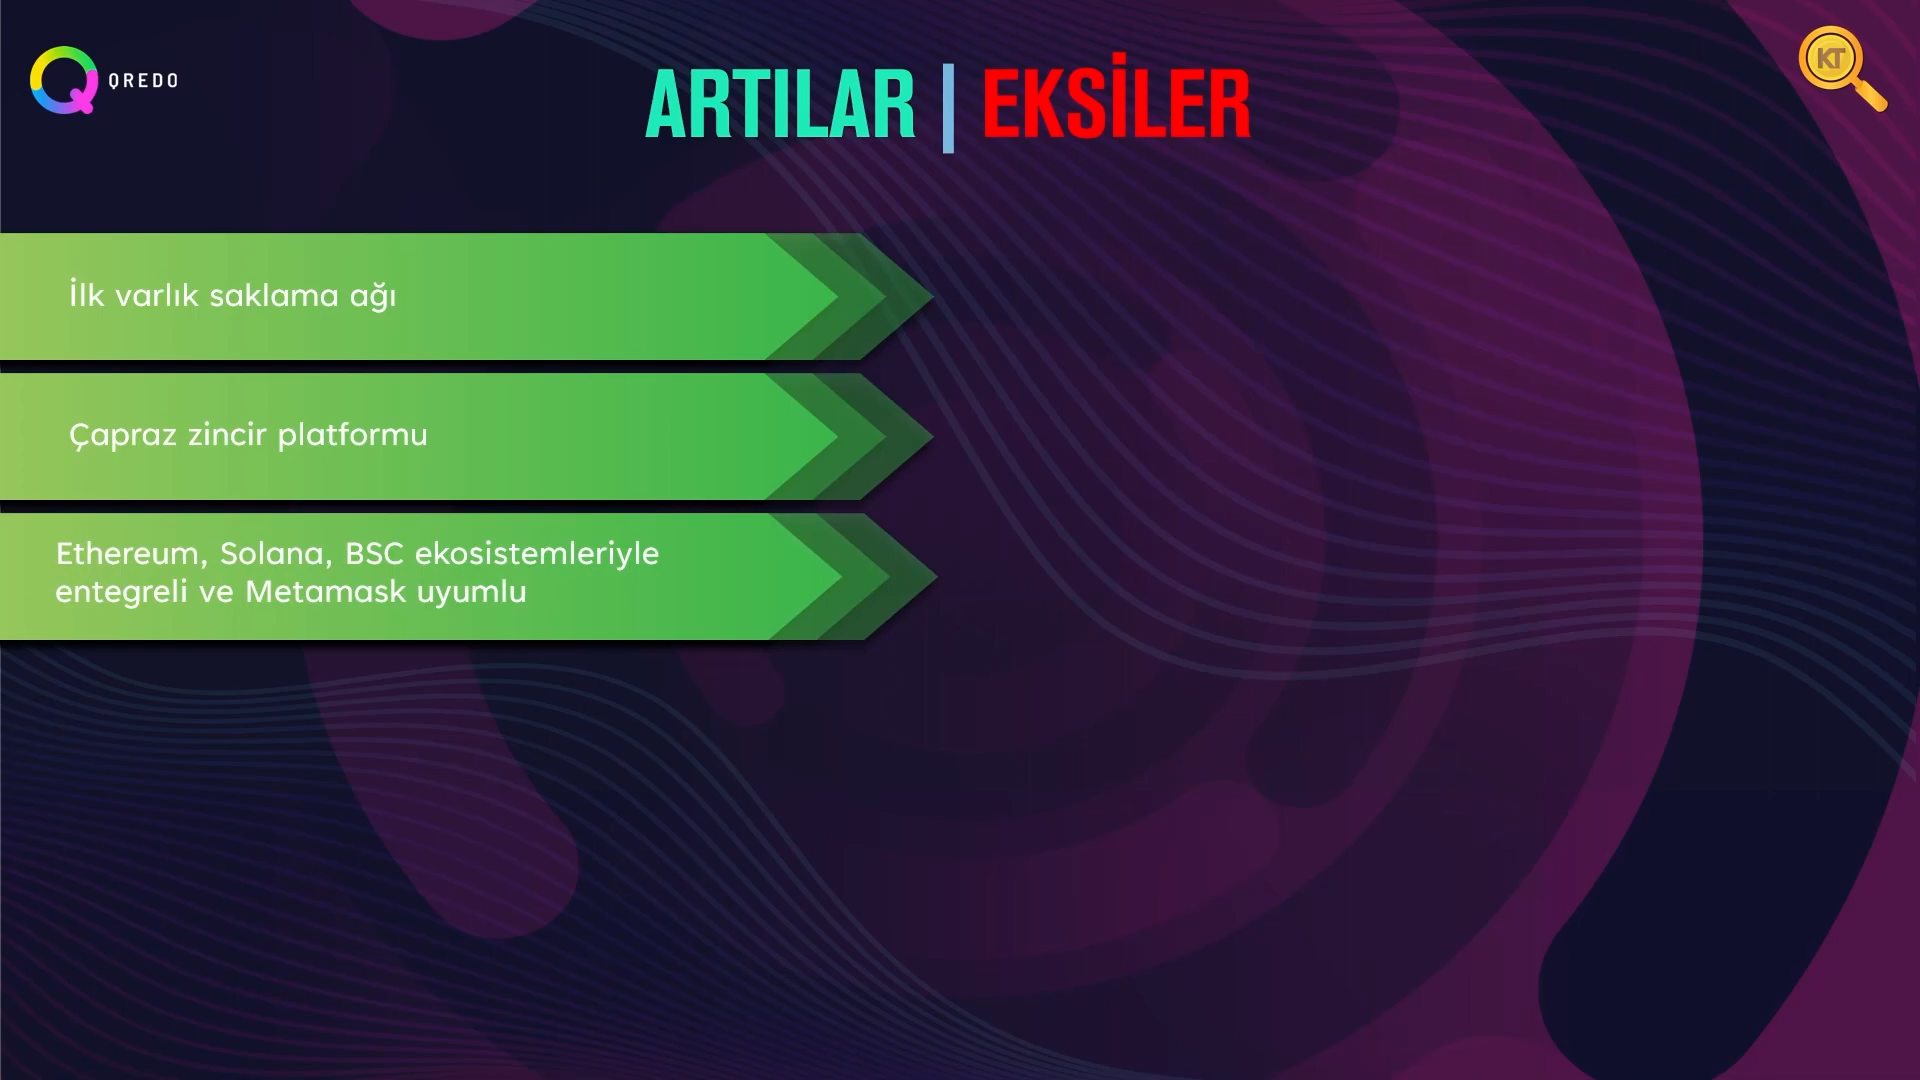 QREDO
ARTILAR | EKSİLER
KT
İlk varlık saklama ağı
Çapraz zincir platformu
Ethereum, Solana, BSC ekosistemleriyle
entegreli ve Metamask uyumlu